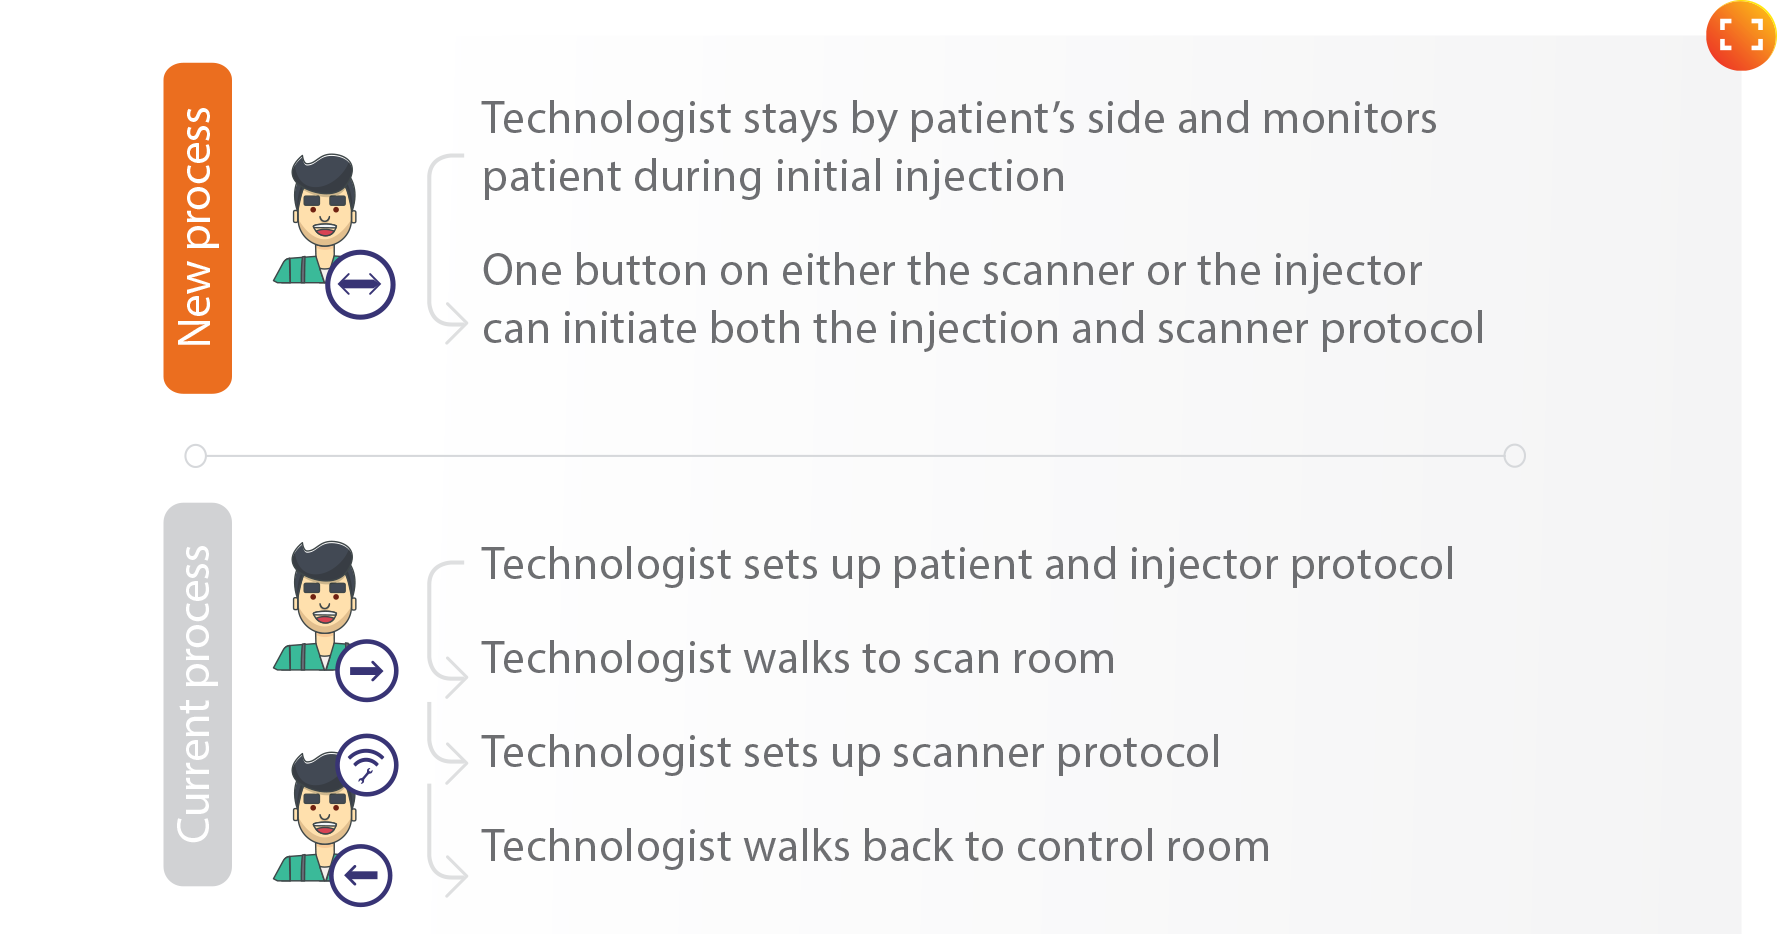 New process
Technologist stays by patient’s side and monitors
patient during initial injection
One button on either the scanner or the injector
can initiate both the injection and scanner protocol
Current process
Technologist sets up patient and injector protocol
Technologist walks to scan room
Technologist sets up scanner protocol
Technologist walks back to control room